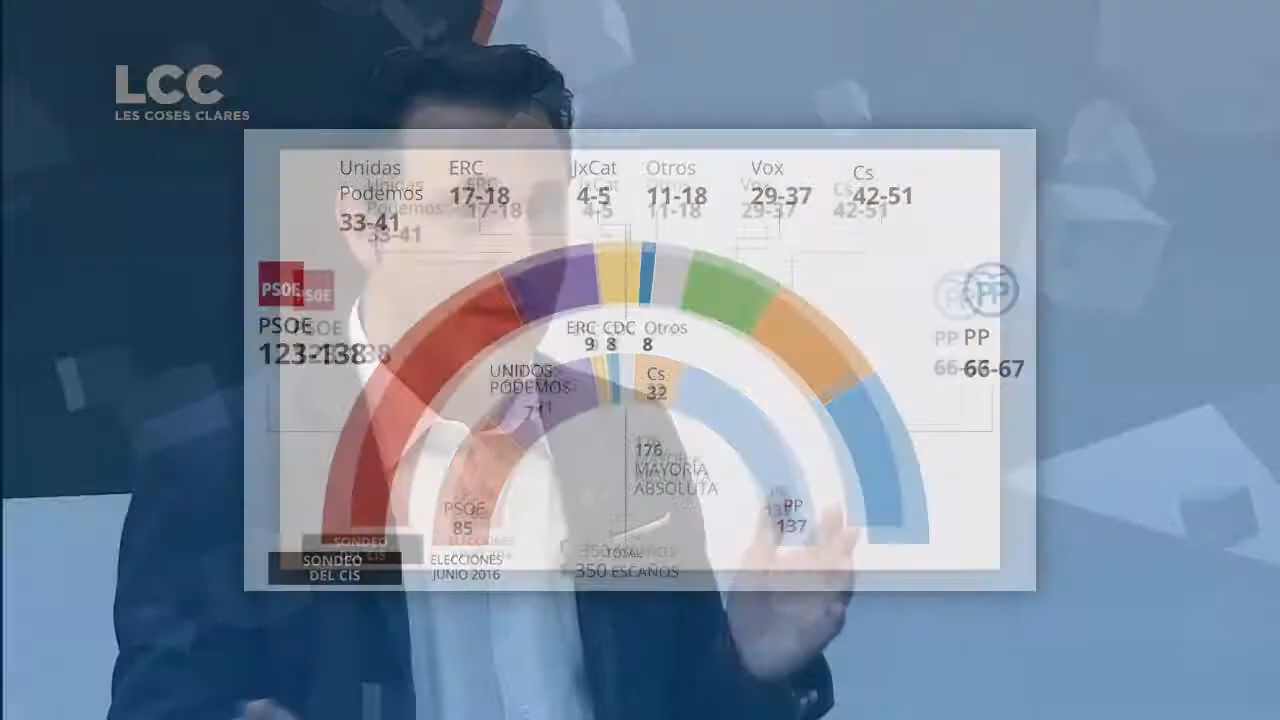 LCC
LES COSES CLARES
Unidas
Podemos
33-41
ERC
17-18
JxCat
4-5
Otros
11-18
Vox
29-37
Cs
42-51
PSOE
PSOE
123-138
PP
PP
66-67
ERC
9
CDC
8
Otros
8
UNIDOS
PODEMOS
71
Cs
32
176
MAYORÍA
ABSOLUTA
PSOE
85
PP
137
SONDEO
DEL CIS
ELECCIONES
JUNIO 2016
TOTAL
350 ESCAÑOS